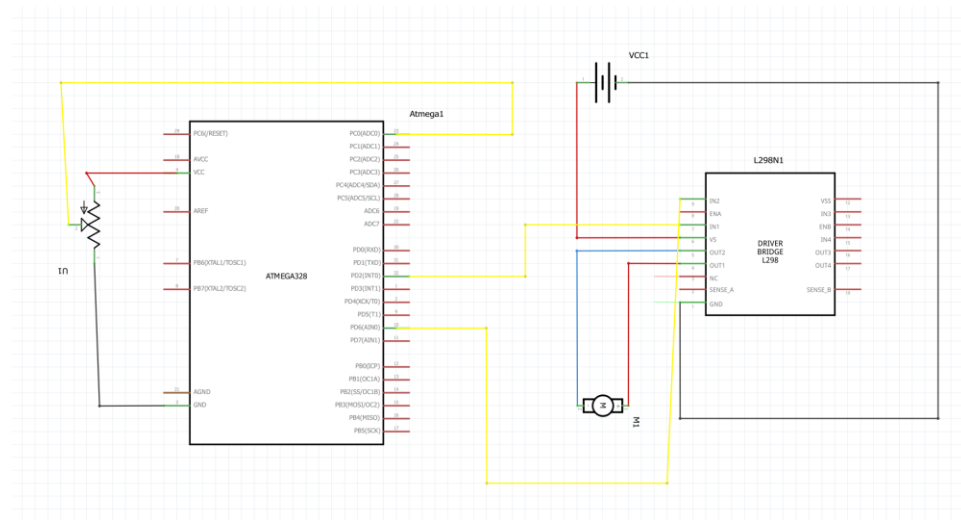 VCC1
Atmega1
PC6(/RESET)
PC0(ADC0)
PC1(ADC1)
AVCC
PC2(ADC2)
VCC
PC3(ADC3)
PC4(ADC4/SDA)
PC5(ADC5/SCL)
AREF
ADC6
ADC7
PD0(RXD)
PB6(XTAL1/TOSC1)
PD1(TXD)
ATMEGA328
PD2(INT0)
PB7(XTAL2/TOSC2)
PD3(INT1)
PD4(XCK/T0)
PD5(T1)
PD6(AIN0)
PD7(AIN1)
PB0(ICP)
PB1(OC1A)
AGND
PB2(SS/OC1B)
GND
PB3(MOSI/OC2)
PB4(MISO)
PB5(SCK)
U1
L298N1
IN2
VSS
ENA
IN3
IN1
ENB
VS
IN4
DRIVER
BRIDGE
L298
OUT2
OUT3
OUT1
OUT4
NC
SENSE_A
SENSE_B
GND
M
M1